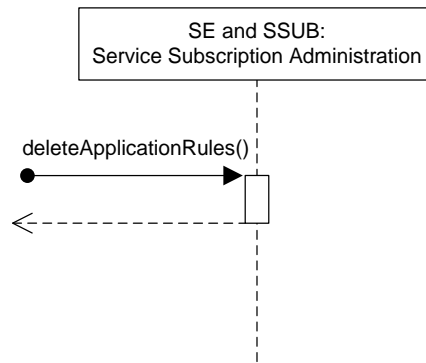 SE and SSUB:
Service Subscription Administration
deleteApplicationRules()